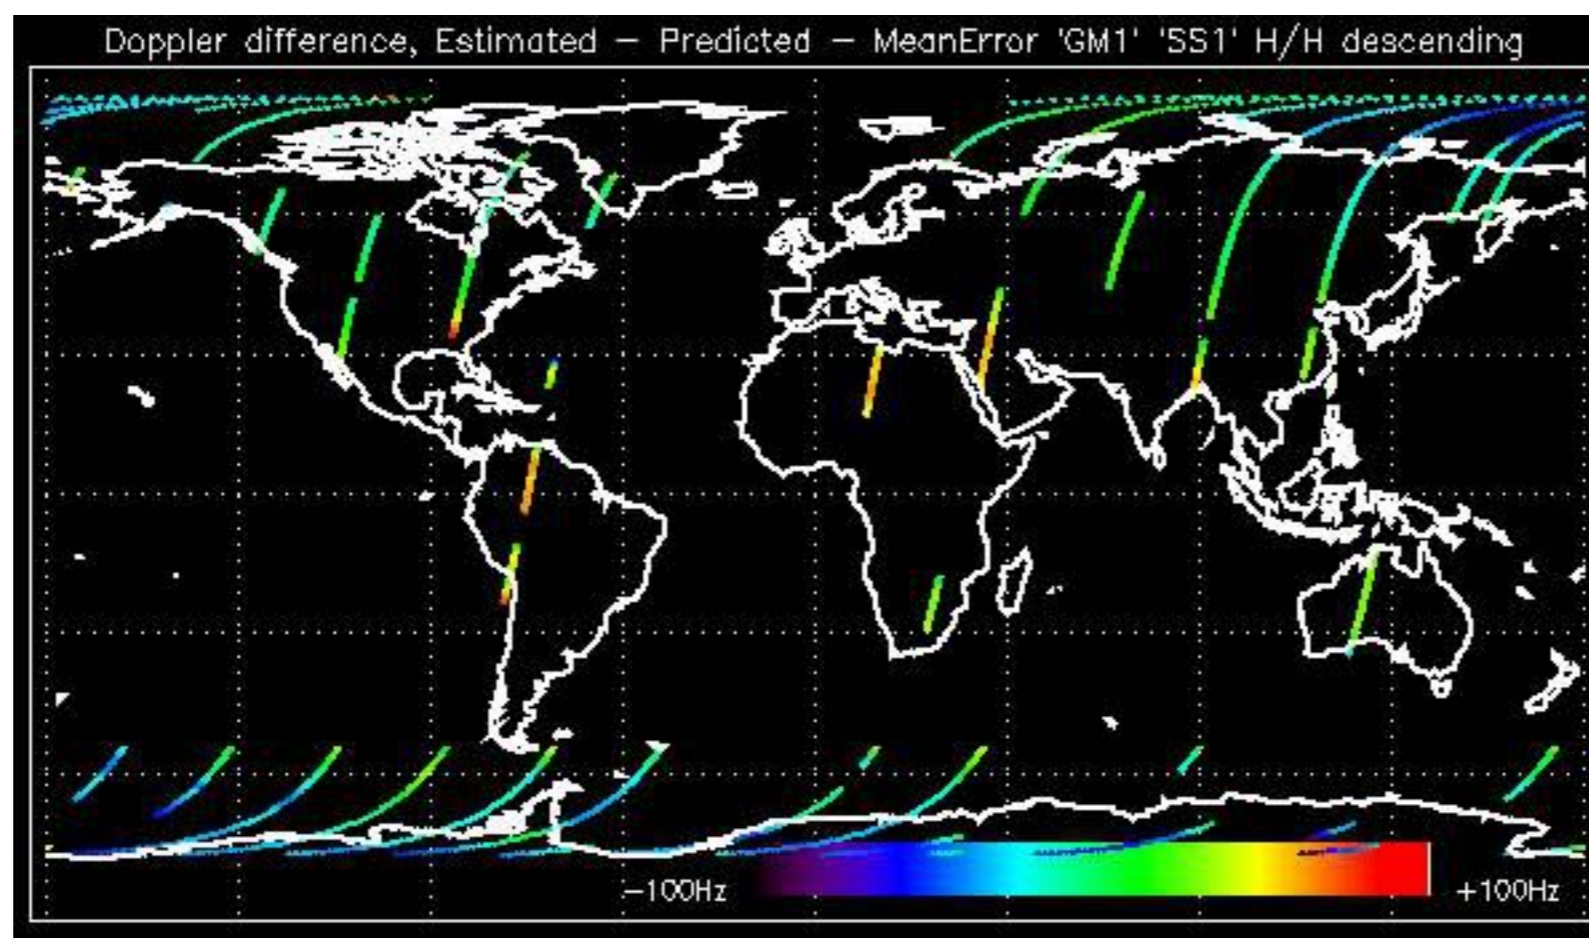 Doppler difference, Estimated – Predicted – MeanError 'GM1' 'SS1' H/H descending
–100Hz
+100Hz